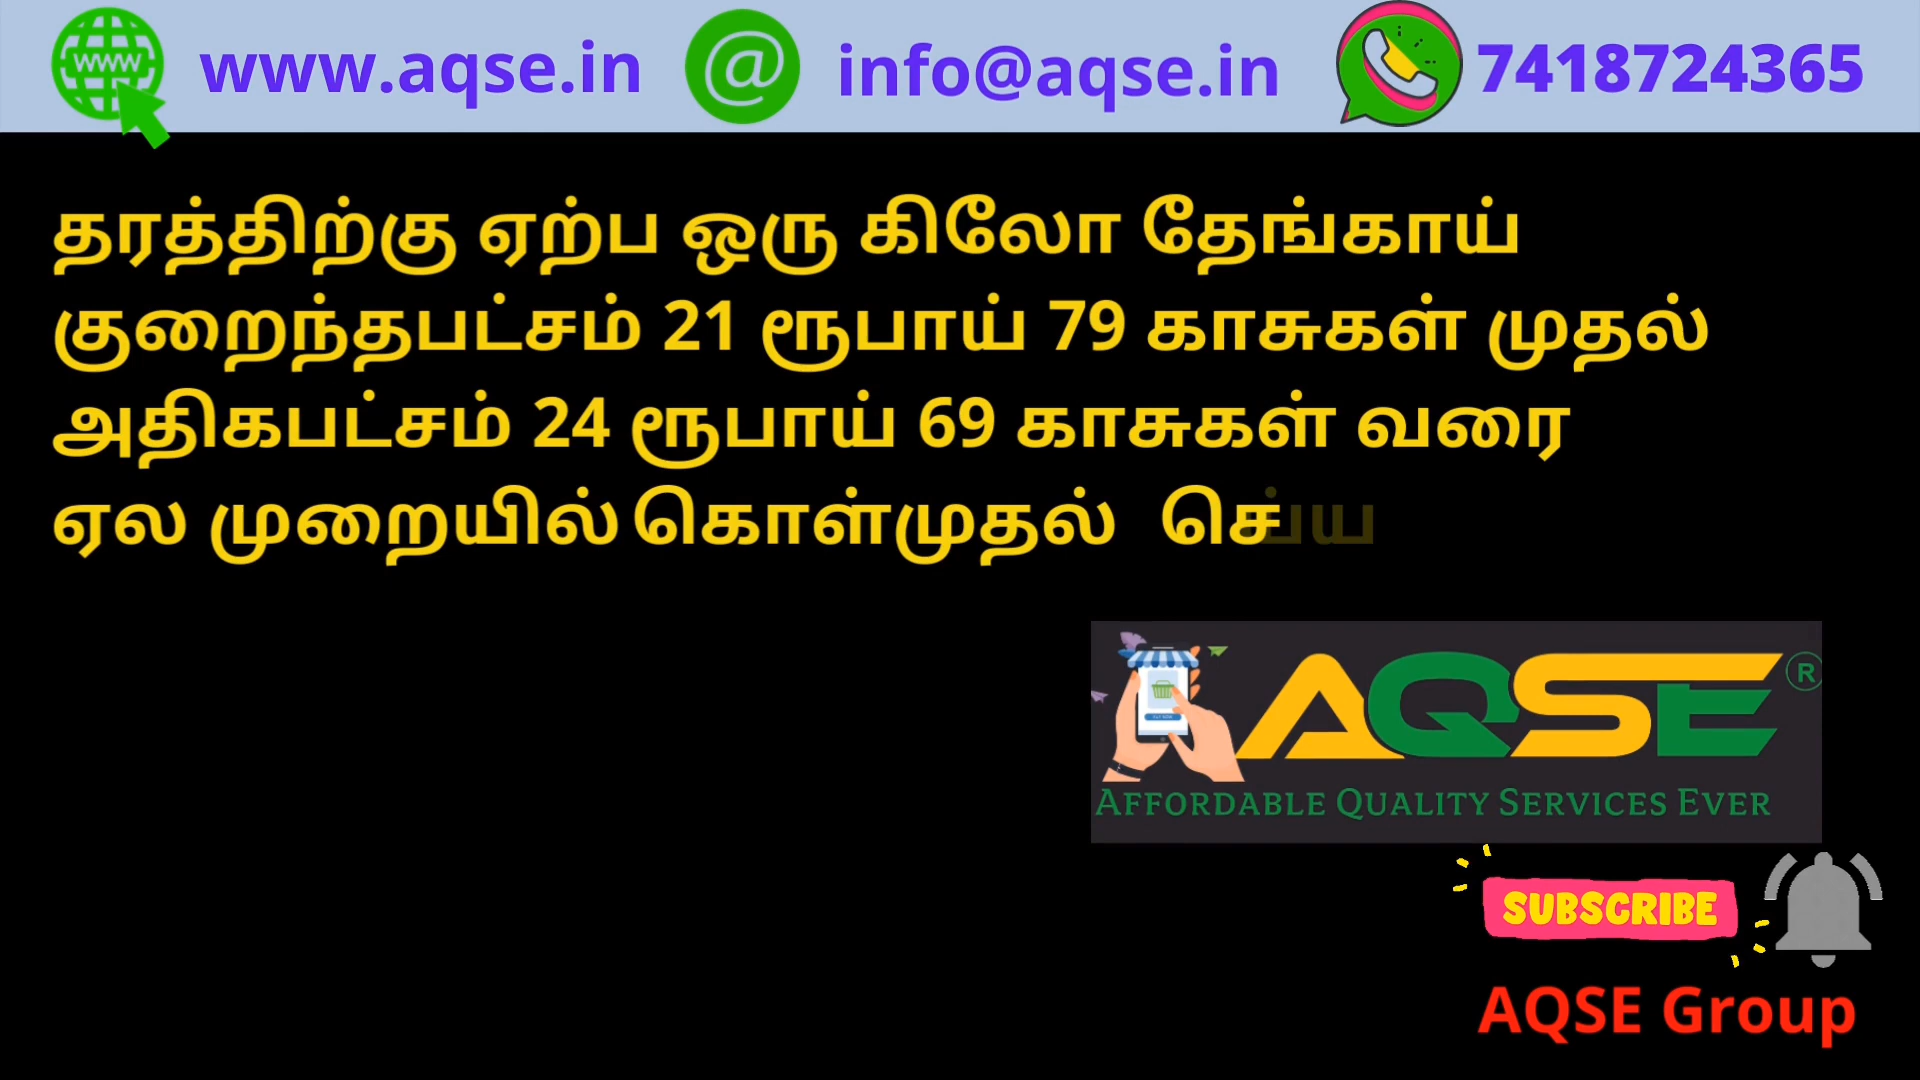 www.aqse.in
info@aqse.in
7418724365
WWW
தரத்திற்கு ஏற்ப ஒரு கிலோ தேங்காய்
குறைந்தபட்சம் 21 ரூபாய் 79 காசுகள் முதல்
அதிகபட்சம் 24 ரூபாய் 69 காசுகள் வரை
ஏல முறையில் கொள்முதல் செய்ய
AQSE ®
AFFORDABLE QUALITY SERVICES EVER
SUBSCRIBE
AQSE Group